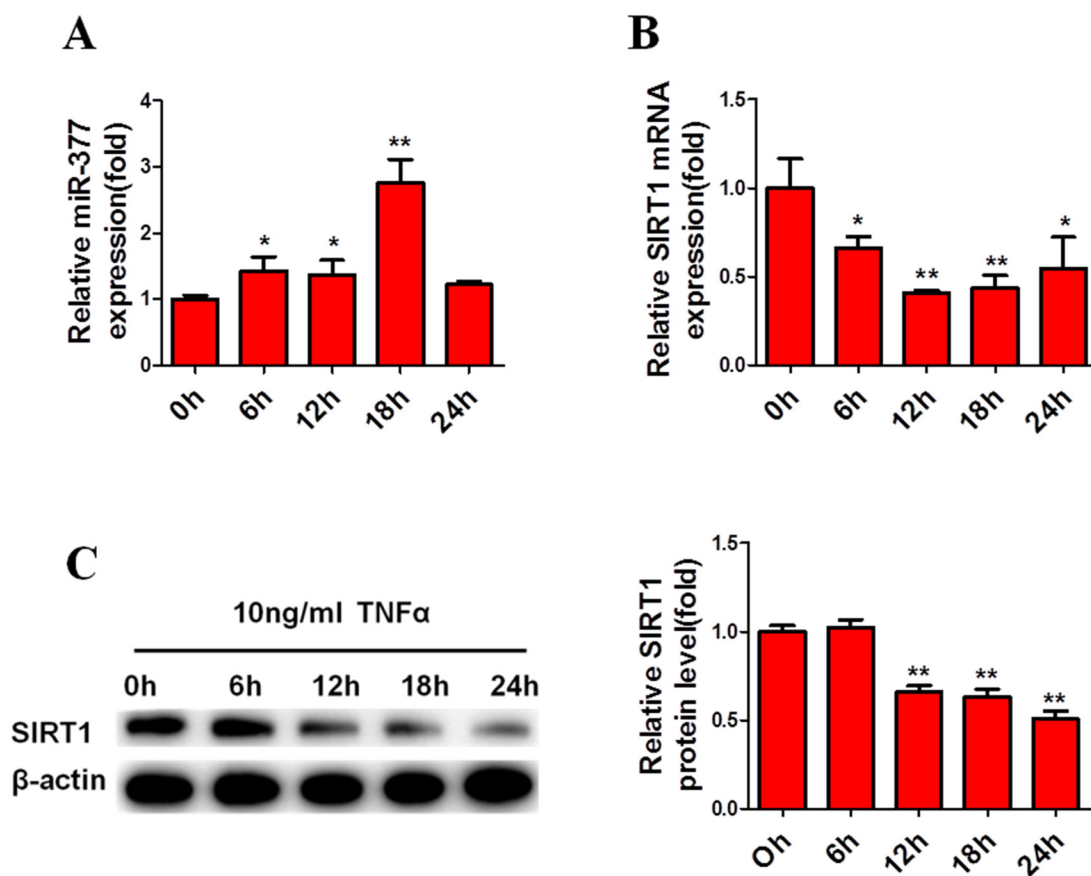 A
Relative miR-377
expression(fold)
4
3
2
1
0
*
*
**
0h
6h
12h
18h
24h
B
Relative SIRT1 mRNA
expression(fold)
1.5
1.0
0.5
0.0
*
**
**
*
0h
6h
12h
18h
24h
C
10ng/ml TNFα
0h 6h 12h 18h 24h
SIRT1
β-actin
Relative SIRT1
protein level(fold)
1.5
1.0
0.5
0.0
**
**
**
Oh
6h
12h
18h
24h